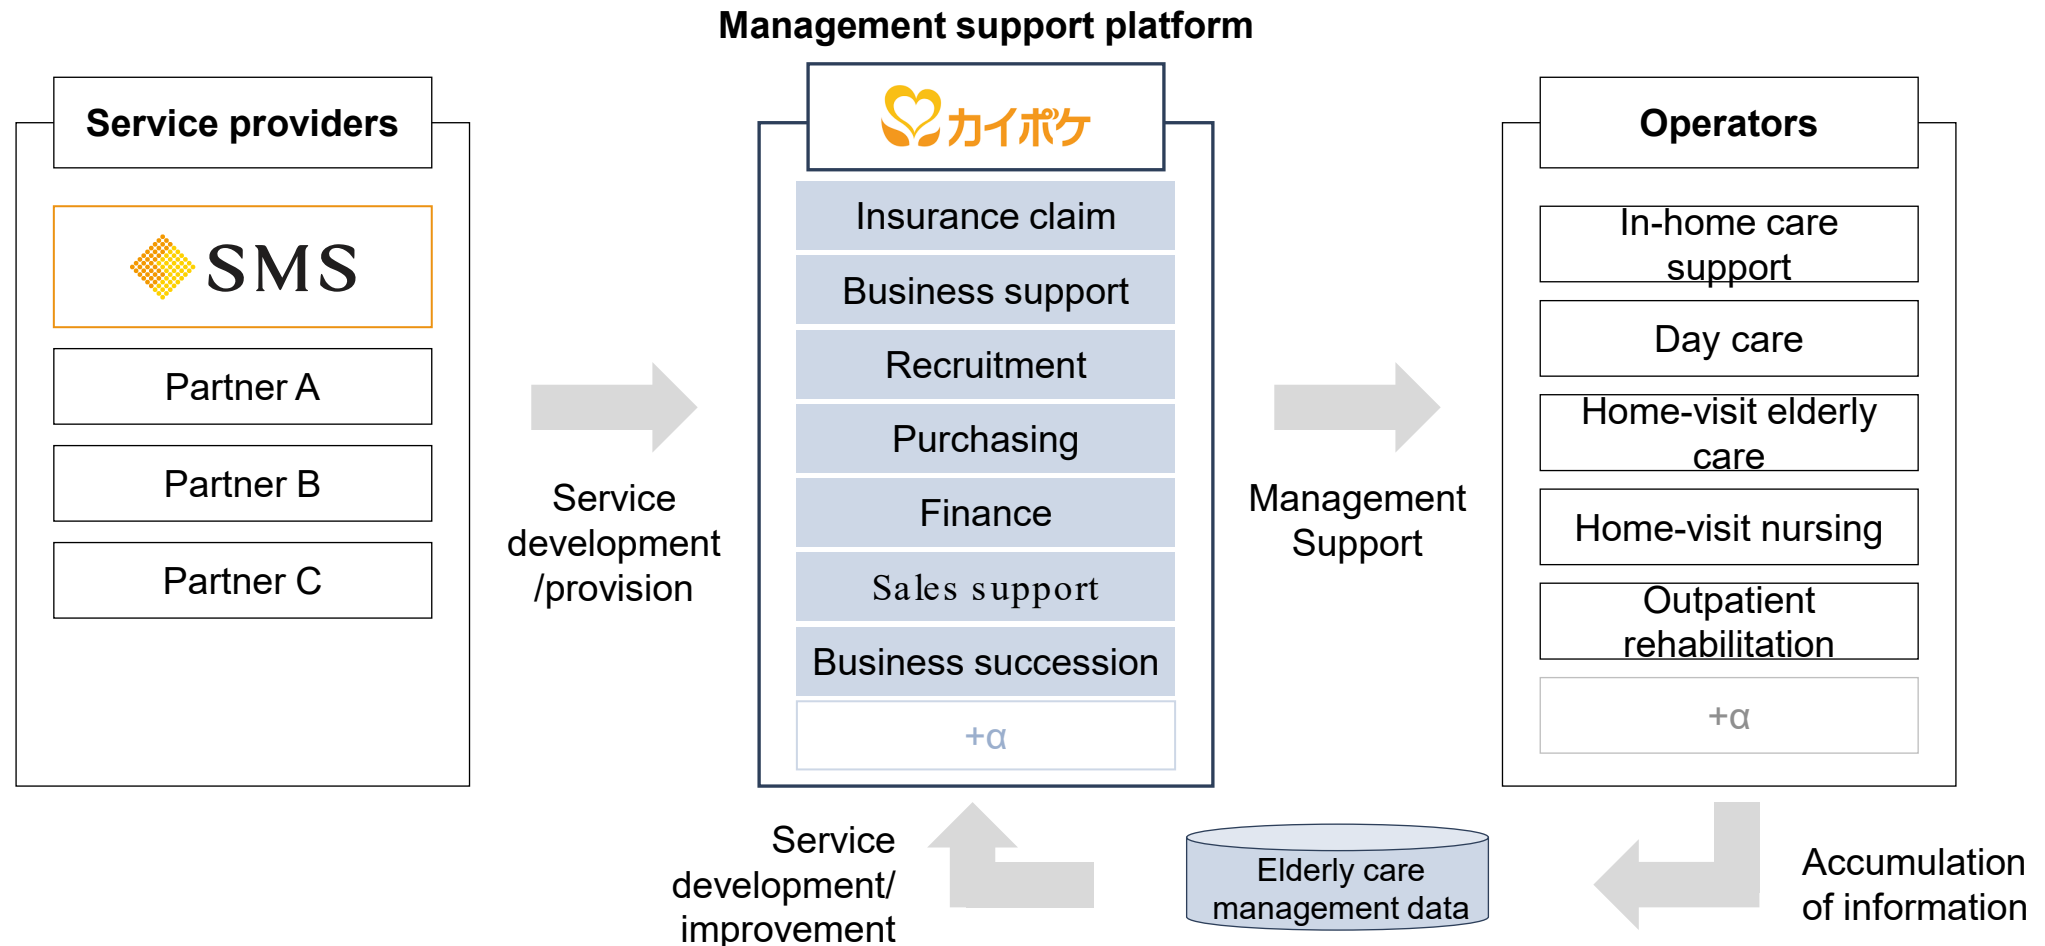 Management support platform
Service providers
SMS
Partner A
Partner B
Partner C
Service
development
/provision
カイポケ
Insurance claim
Business support
Recruitment
Purchasing
Finance
Sales support
Business succession
+α
Management
Support
Operators
In-home care
support
Day care
Home-visit elderly
care
Home-visit nursing
Outpatient
rehabilitation
+α
Service
development/
improvement
Elderly care
management data
Accumulation
of information